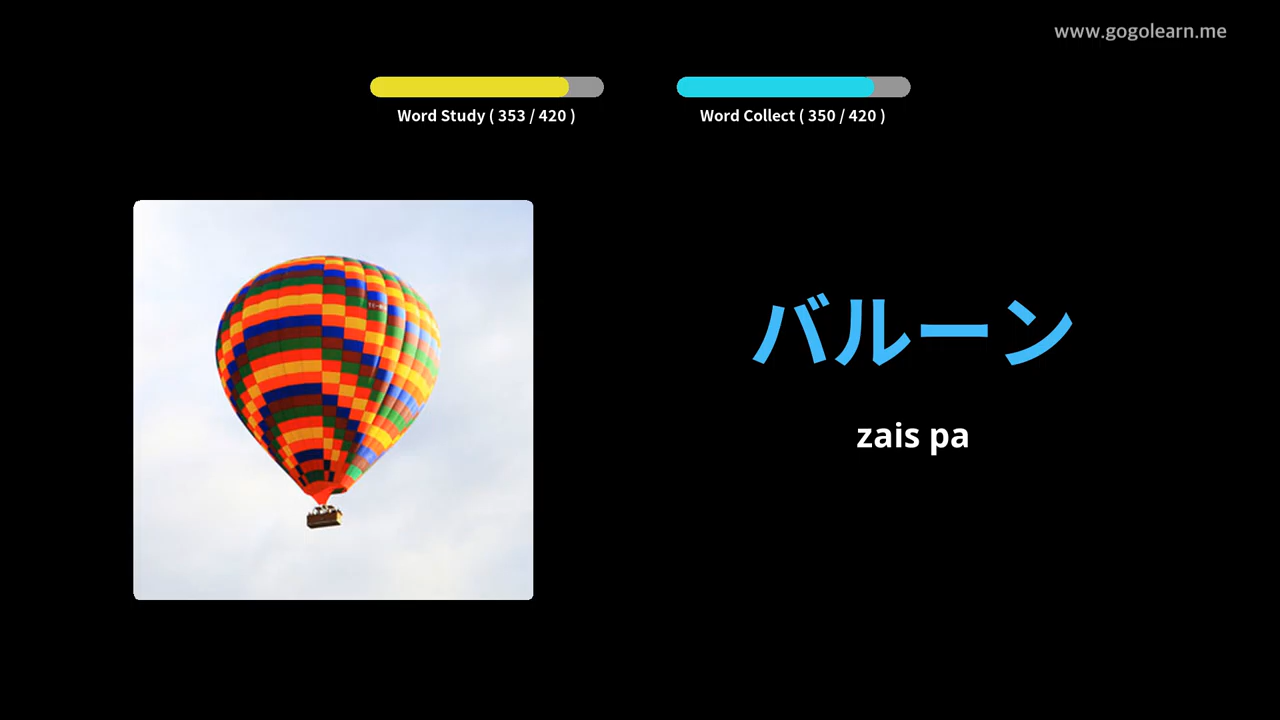 www.gogolearn.me
Word Study ( 353 / 420 )
Word Collect ( 350 / 420 )
バルーン
zais pa